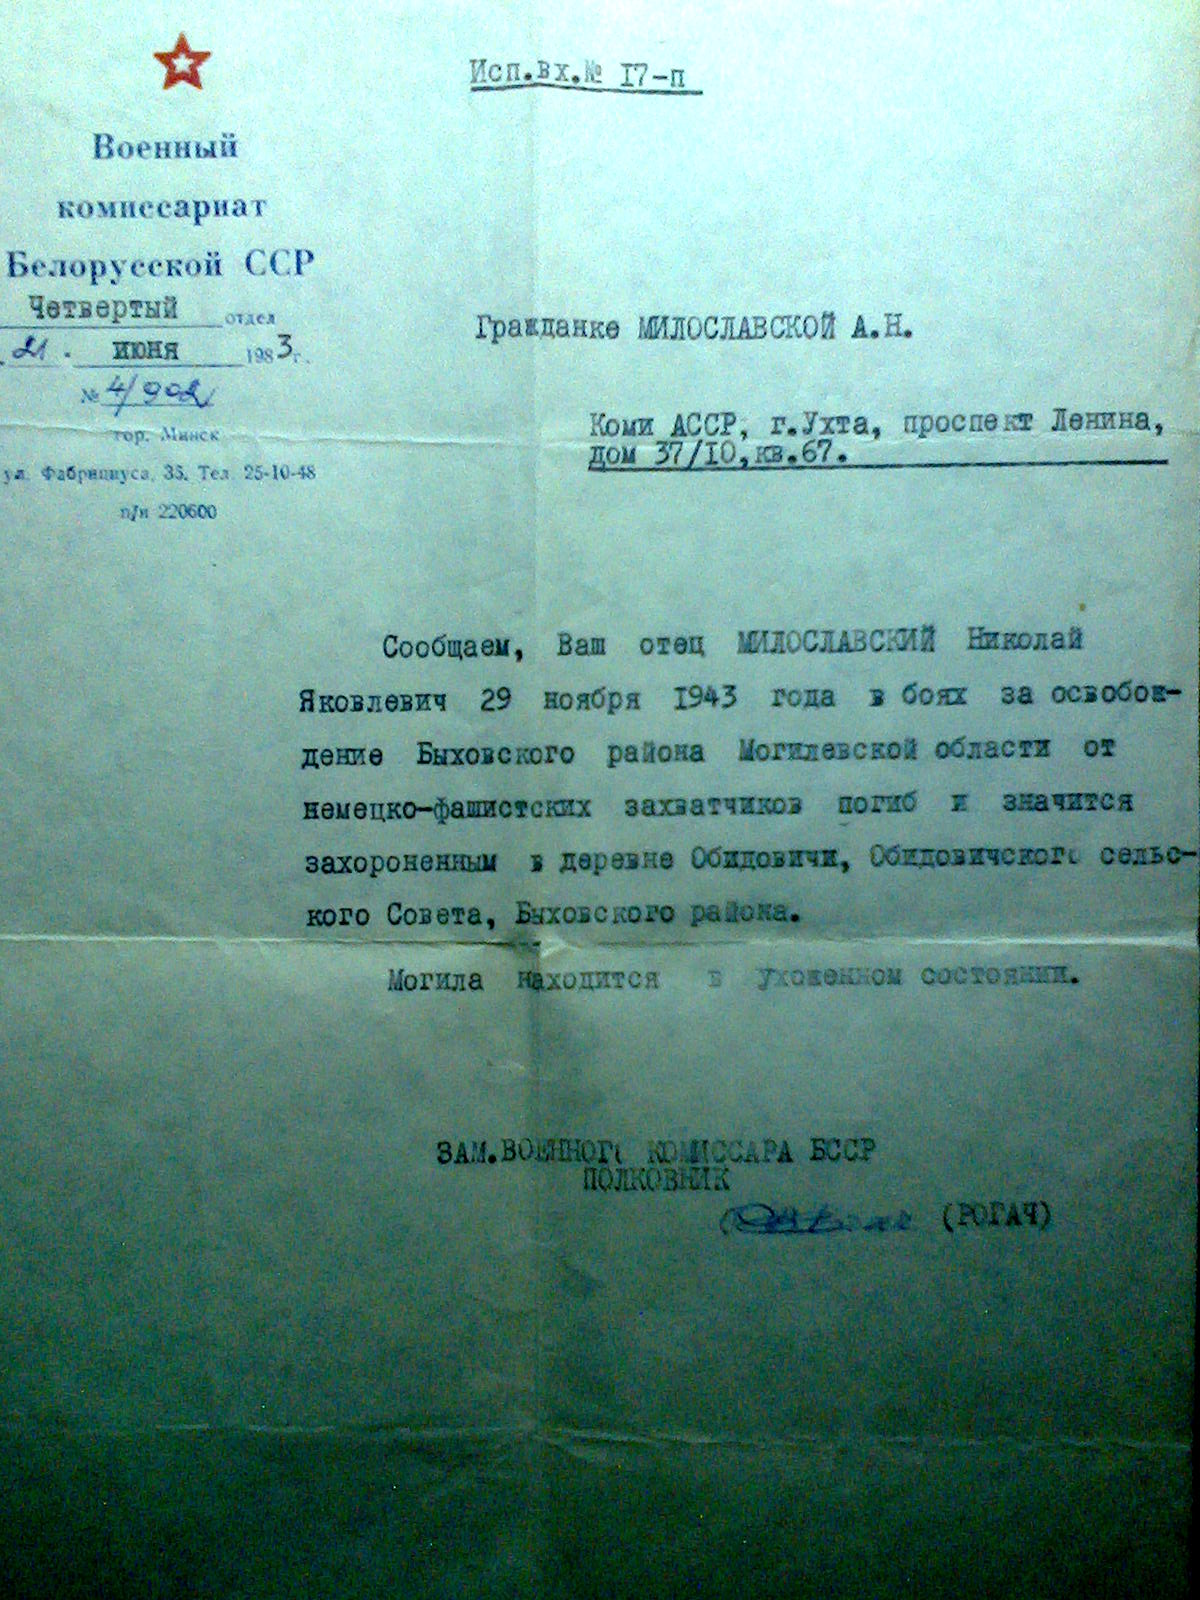 Исп.вх.№ 17-п
Военный
комиссариат
Белорусской ССР
Четвертый отдел
21. июня 1983г.
№ 4/902
гор. Минск
ул. Фабрициуса, 35. Тел. 25-10-48
п/и 220600
Гражданке МИЛОСЛАВСКОЙ А.Н.
Коми АССР, г.Ухта, проспект Ленина,
дом 37/10,кв.67.
Сообщаем, Ваш отец МИЛОСЛАВСКИЙ Николай
Яковлевич 29 ноября 1943 года в боях за освобож-
дение Быховского района Могилевской области от
немецко-фашистских захватчиков погиб и значится
захороненным в деревне Обидовичи, Обидовичского сельс-
кого Совета, Быховского района.
Могила находится в ухоженном состоянии.
ЗАМ.ВОЕННОГО КОМИССАРА БССР
ПОЛКОВНИК
(РОГАЧ)